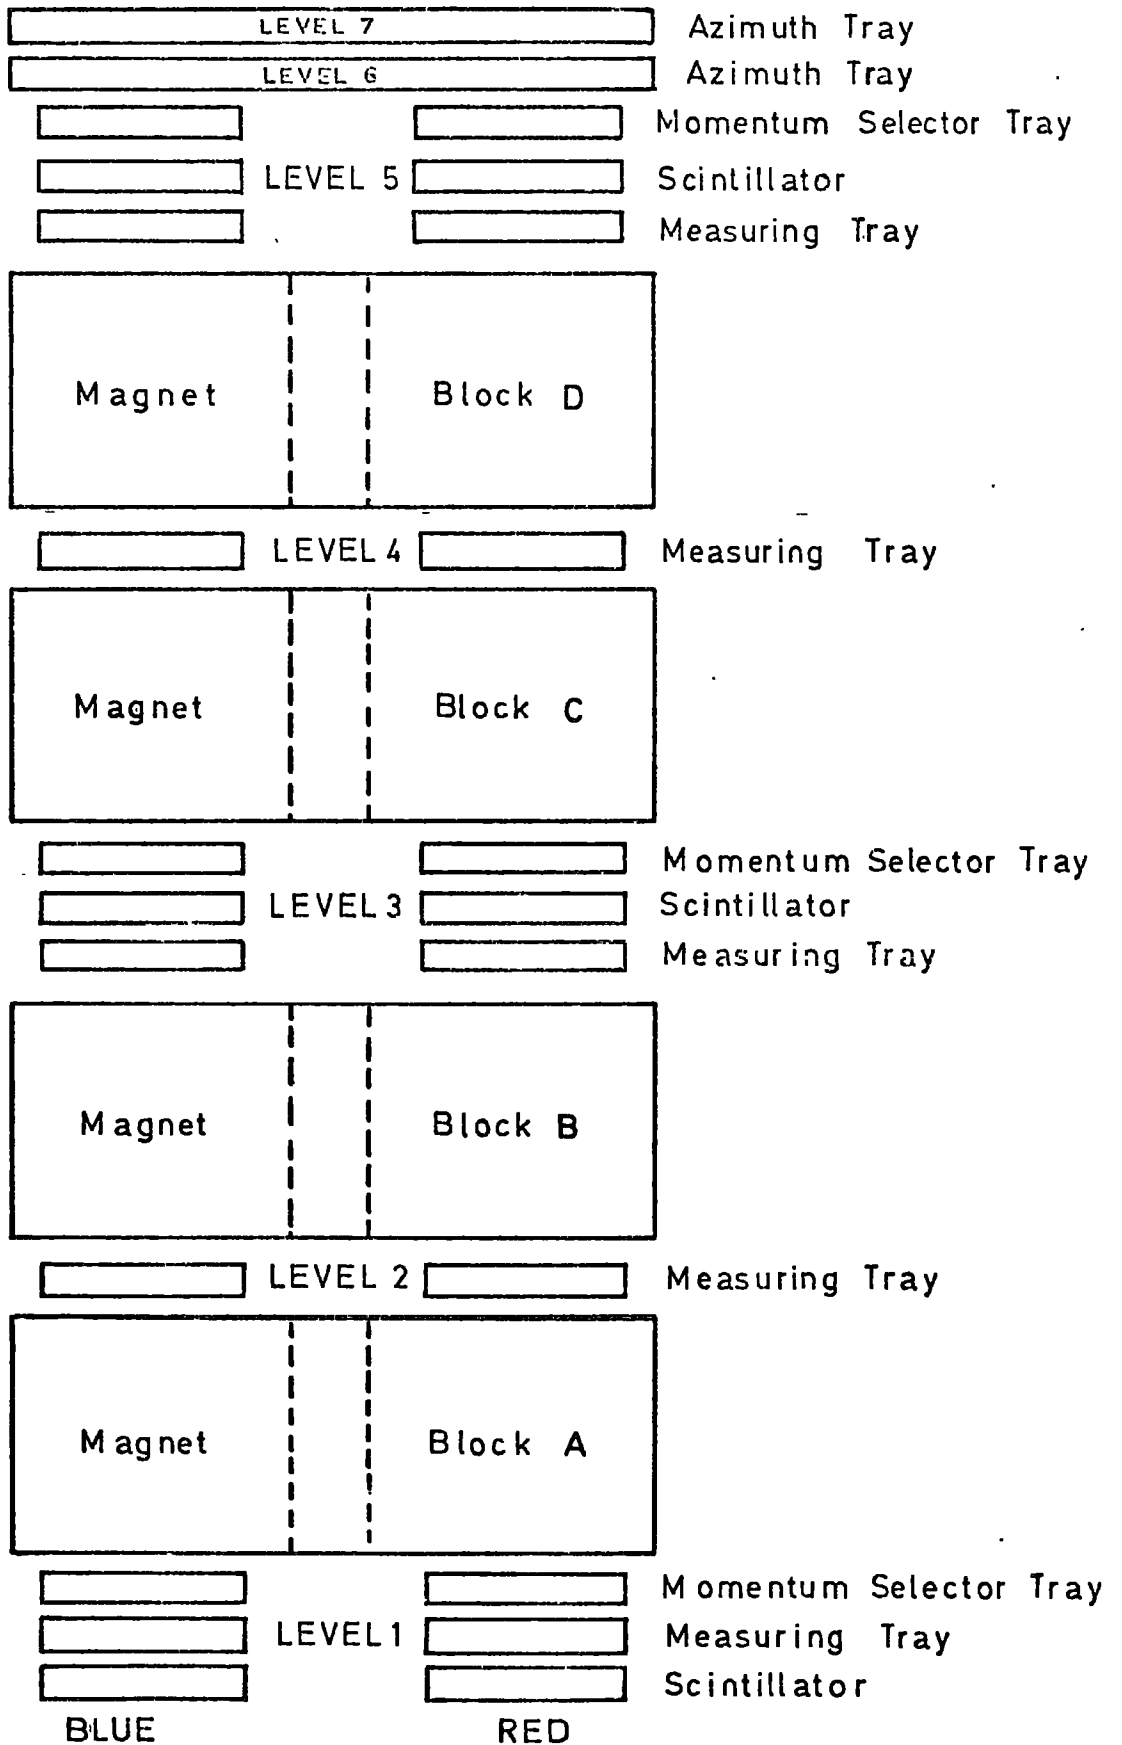 LEVEL 7 Azimuth Tray
LEVEL 6 Azimuth Tray
Momentum Selector Tray
LEVEL 5 Scintillator
Measuring Tray
Magnet Block D
LEVEL 4 Measuring Tray
Magnet Block C
Momentum Selector Tray
LEVEL 3 Scintillator
Measuring Tray
Magnet Block B
LEVEL 2 Measuring Tray
Magnet Block A
Momentum Selector Tray
LEVEL 1 Measuring Tray
Scintillator
BLUE RED